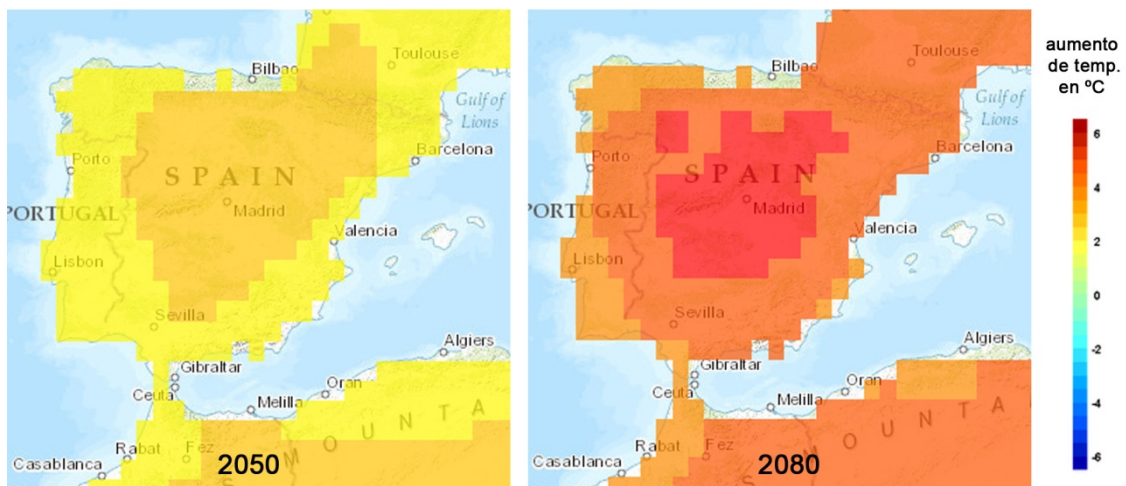 Bilbao
Toulouse
Gulf of
Lions
Porto
Barcelona
SPAIN
Madrid
PORTUGAL
Valencia
Lisbon
Sevilla
Algiers
Gibraltar
Ceuta
Oran
Melilla
MOUNTA
Rabat
Fez
Casablanca
S
2050
Bilbao
Toulouse
Gulf of
Lions
Porto
Barcelona
SPAIN
Madrid
PORTUGAL
Valencia
Lisbon
Sevilla
Algiers
Gibraltar
Ceuta
Oran
Melilla
MOUNTA
Rabat
Fez
Casablanca
S
2080
aumento
de temp.
en ºC
6
4
2
0
-2
-4
-6